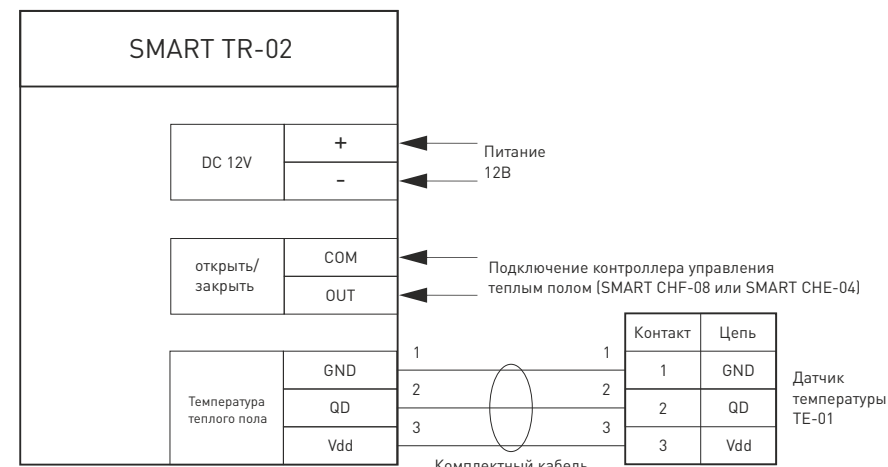 SMART TR-02
DC 12V
+
-
Питание
12В
открыть/
закрыть
COM
OUT
Подключение контроллера управления
теплым полом (SMART CHF-08 или SMART CHE-04)
Температура
теплого пола
GND
QD
Vdd
1
2
3
1
2
3
Контакт Цепь
1 GND
2 QD
3 Vdd
Датчик
температуры
TE-01
Комплектный кабель